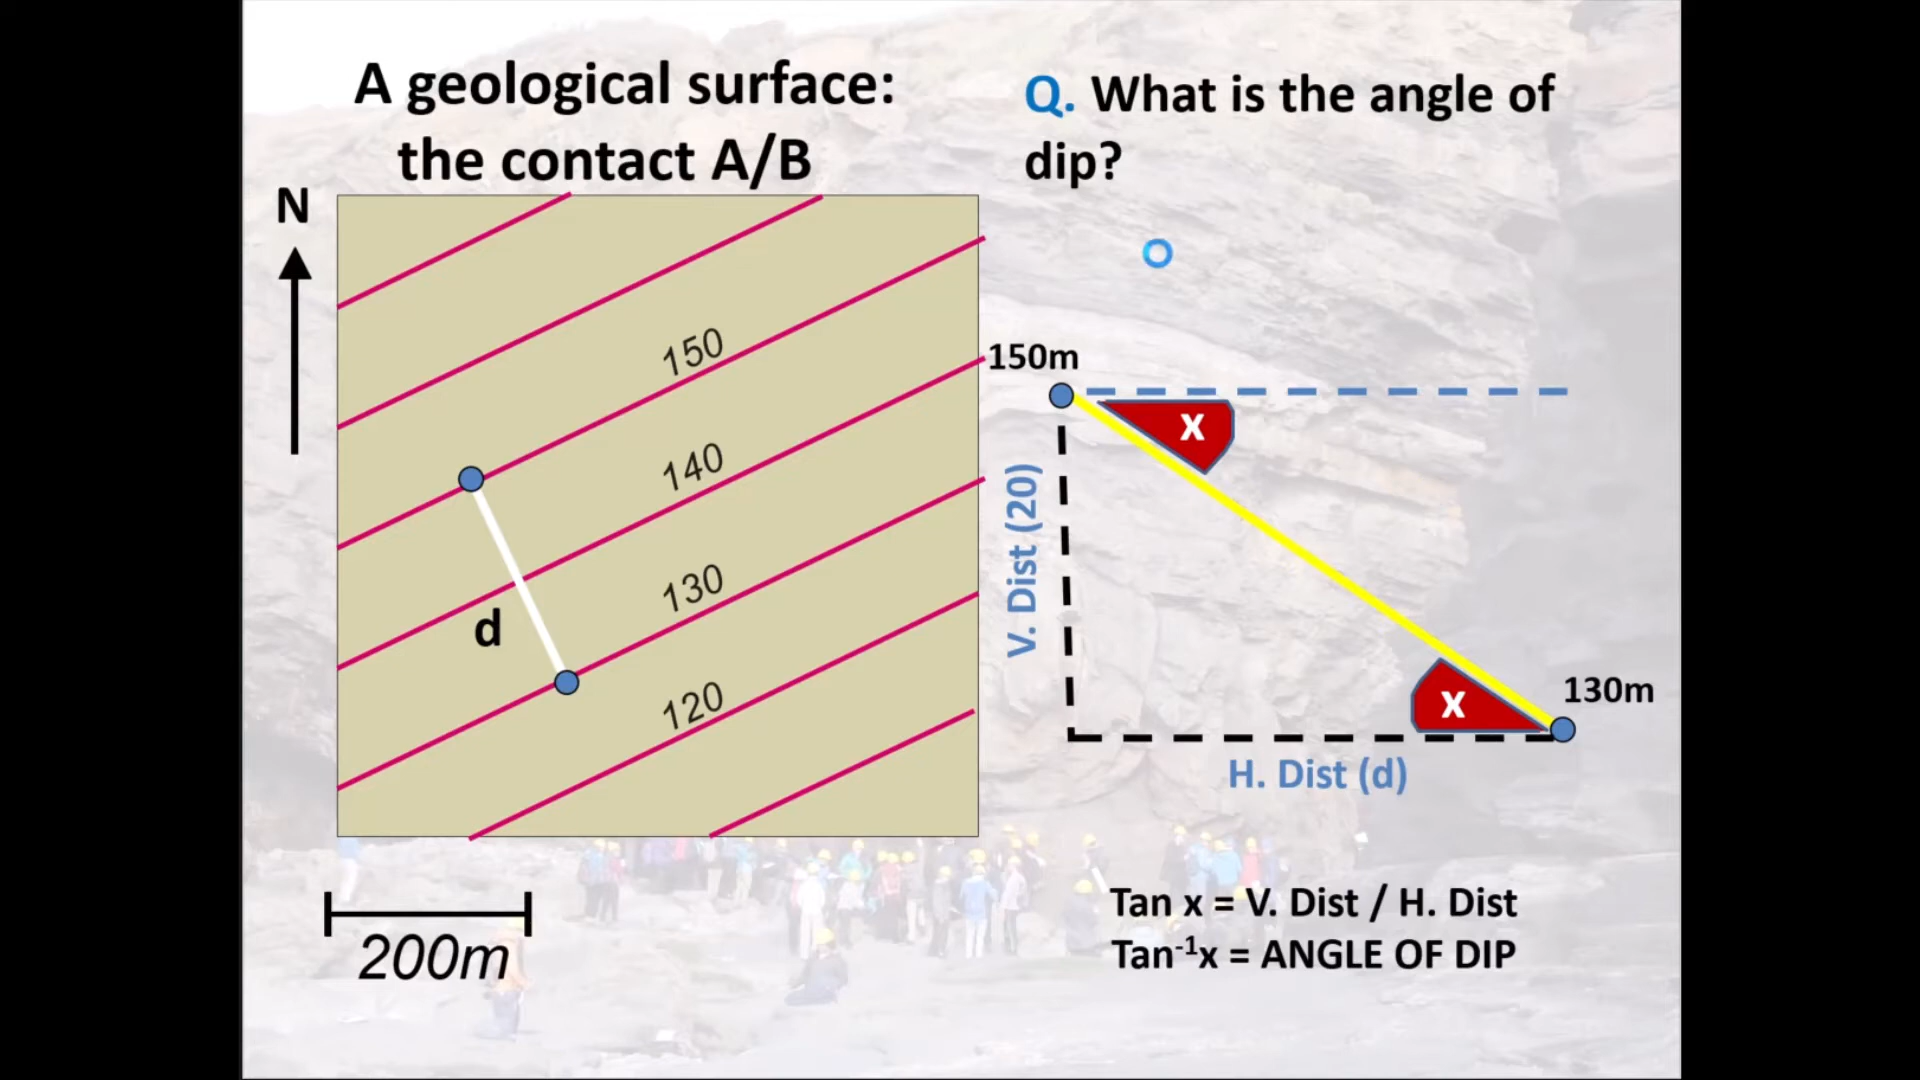 A geological surface:
the contact A/B
N
150
140
130
120
d
200m
Q. What is the angle of
dip?
150m
x
V. Dist (20)
x
130m
H. Dist (d)
Tan x = V. Dist / H. Dist
Tan⁻¹x = ANGLE OF DIP